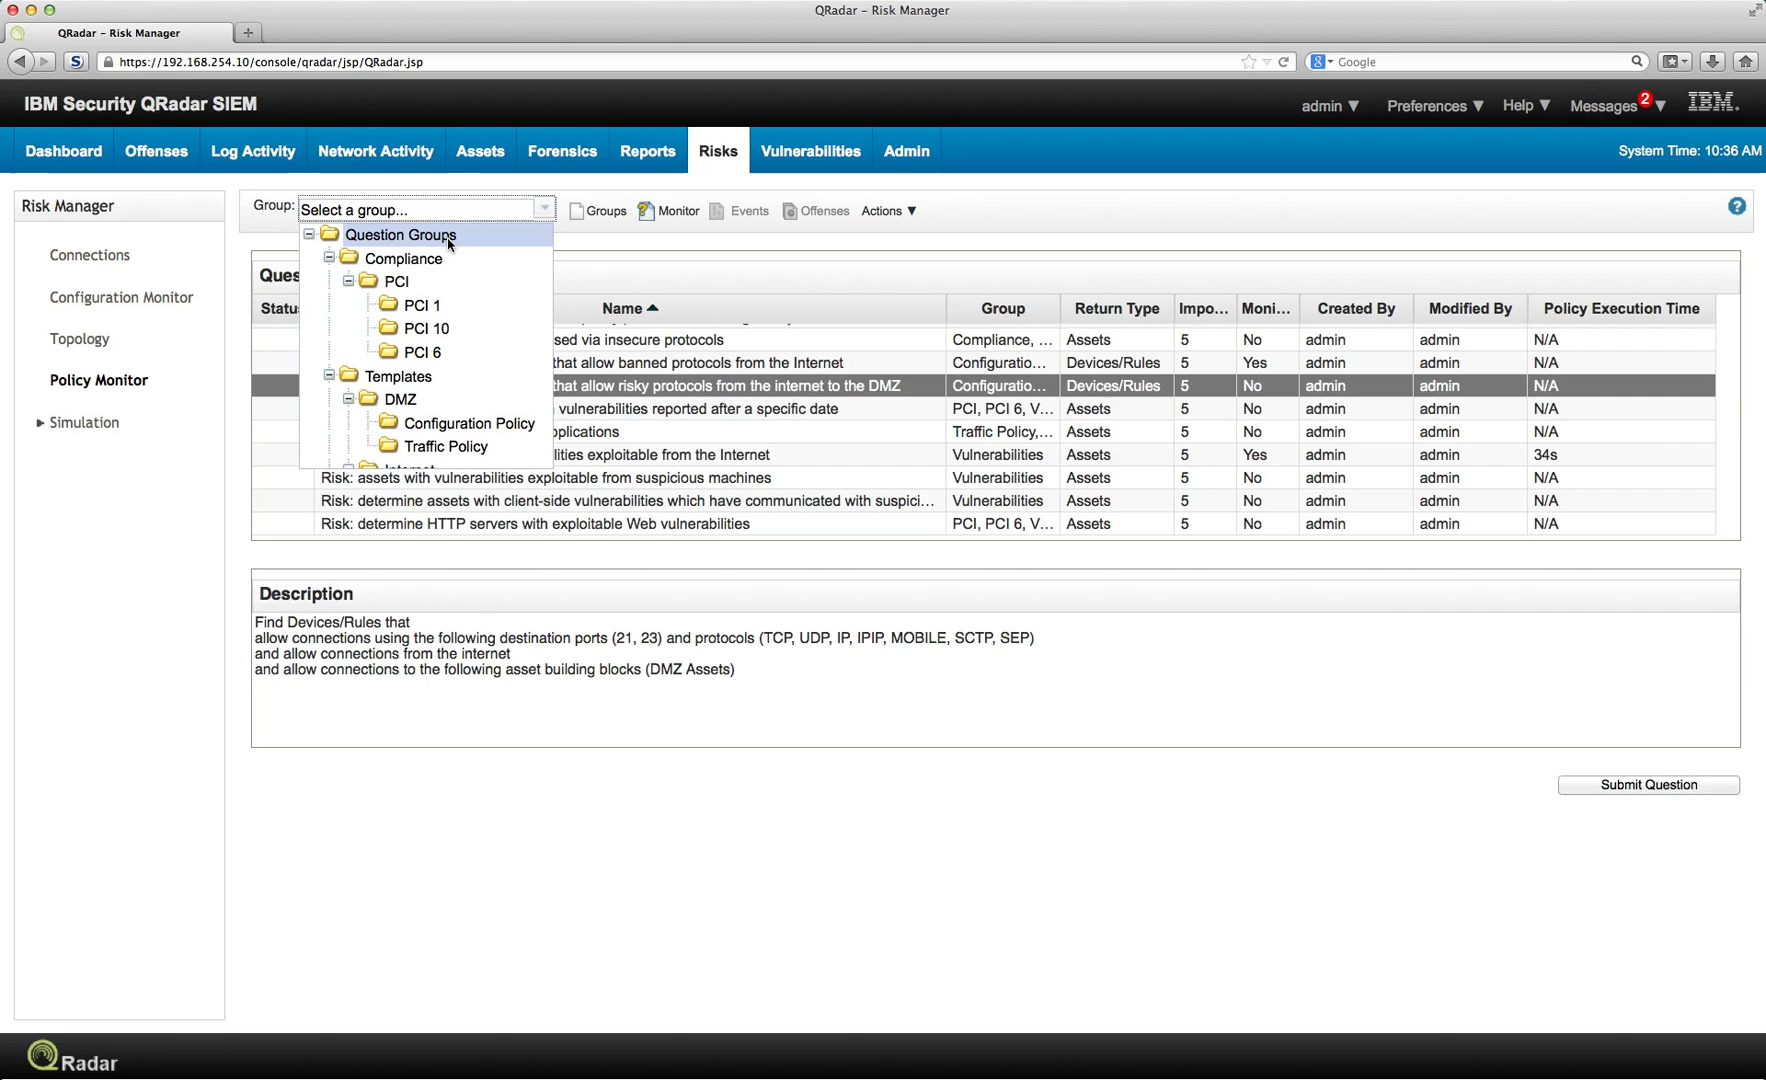 QRadar – Risk Manager
QRadar – Risk Manager
https://192.168.254.10/console/qradar/jsp/QRadar.jsp
Google
IBM Security QRadar SIEM
admin ▼ Preferences ▼ Help ▼ Messages 2 ▼ IBM.
Dashboard Offenses Log Activity Network Activity Assets Forensics Reports Risks Vulnerabilities Admin System Time: 10:36 AM
Risk Manager
Connections
Configuration Monitor
Topology
Policy Monitor
Simulation
Group: Select a group... Groups Monitor Events Offenses Actions ▼
Question Groups
Compliance
PCI
PCI 1
PCI 10
PCI 6
Templates
DMZ
Configuration Policy
Traffic Policy
Ques
Status Name Group Return Type Impo... Moni... Created By Modified By Policy Execution Time
sed via insecure protocols Compliance, ... Assets 5 No admin admin N/A
that allow banned protocols from the Internet Configuratio... Devices/Rules 5 Yes admin admin N/A
that allow risky protocols from the internet to the DMZ Configuratio... Devices/Rules 5 No admin admin N/A
vulnerabilities reported after a specific date PCI, PCI 6, V... Assets 5 No admin admin N/A
plications Traffic Policy,... Assets 5 No admin admin N/A
lities exploitable from the Internet Vulnerabilities Assets 5 Yes admin admin 34s
Risk: assets with vulnerabilities exploitable from suspicious machines Vulnerabilities Assets 5 No admin admin N/A
Risk: determine assets with client-side vulnerabilities which have communicated with suspici... Vulnerabilities Assets 5 No admin admin N/A
Risk: determine HTTP servers with exploitable Web vulnerabilities PCI, PCI 6, V... Assets 5 No admin admin N/A
Description
Find Devices/Rules that
allow connections using the following destination ports (21, 23) and protocols (TCP, UDP, IP, IPIP, MOBILE, SCTP, SEP)
and allow connections from the internet
and allow connections to the following asset building blocks (DMZ Assets)
Submit Question
QRadar